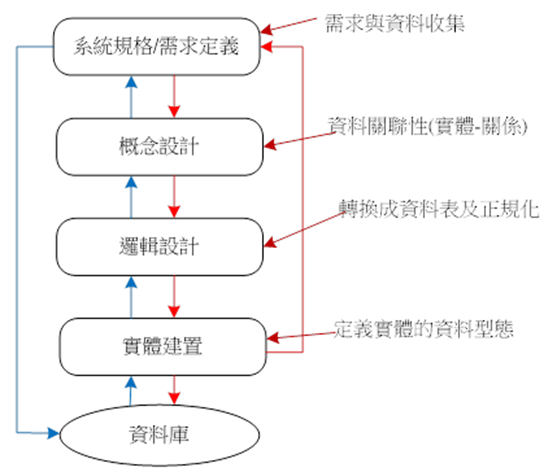 系統規格/需求定義
需求與資料收集
概念設計
資料關聯性(實體-關係)
邏輯設計
轉換成資料表及正規化
實體建置
定義實體的資料型態
資料庫